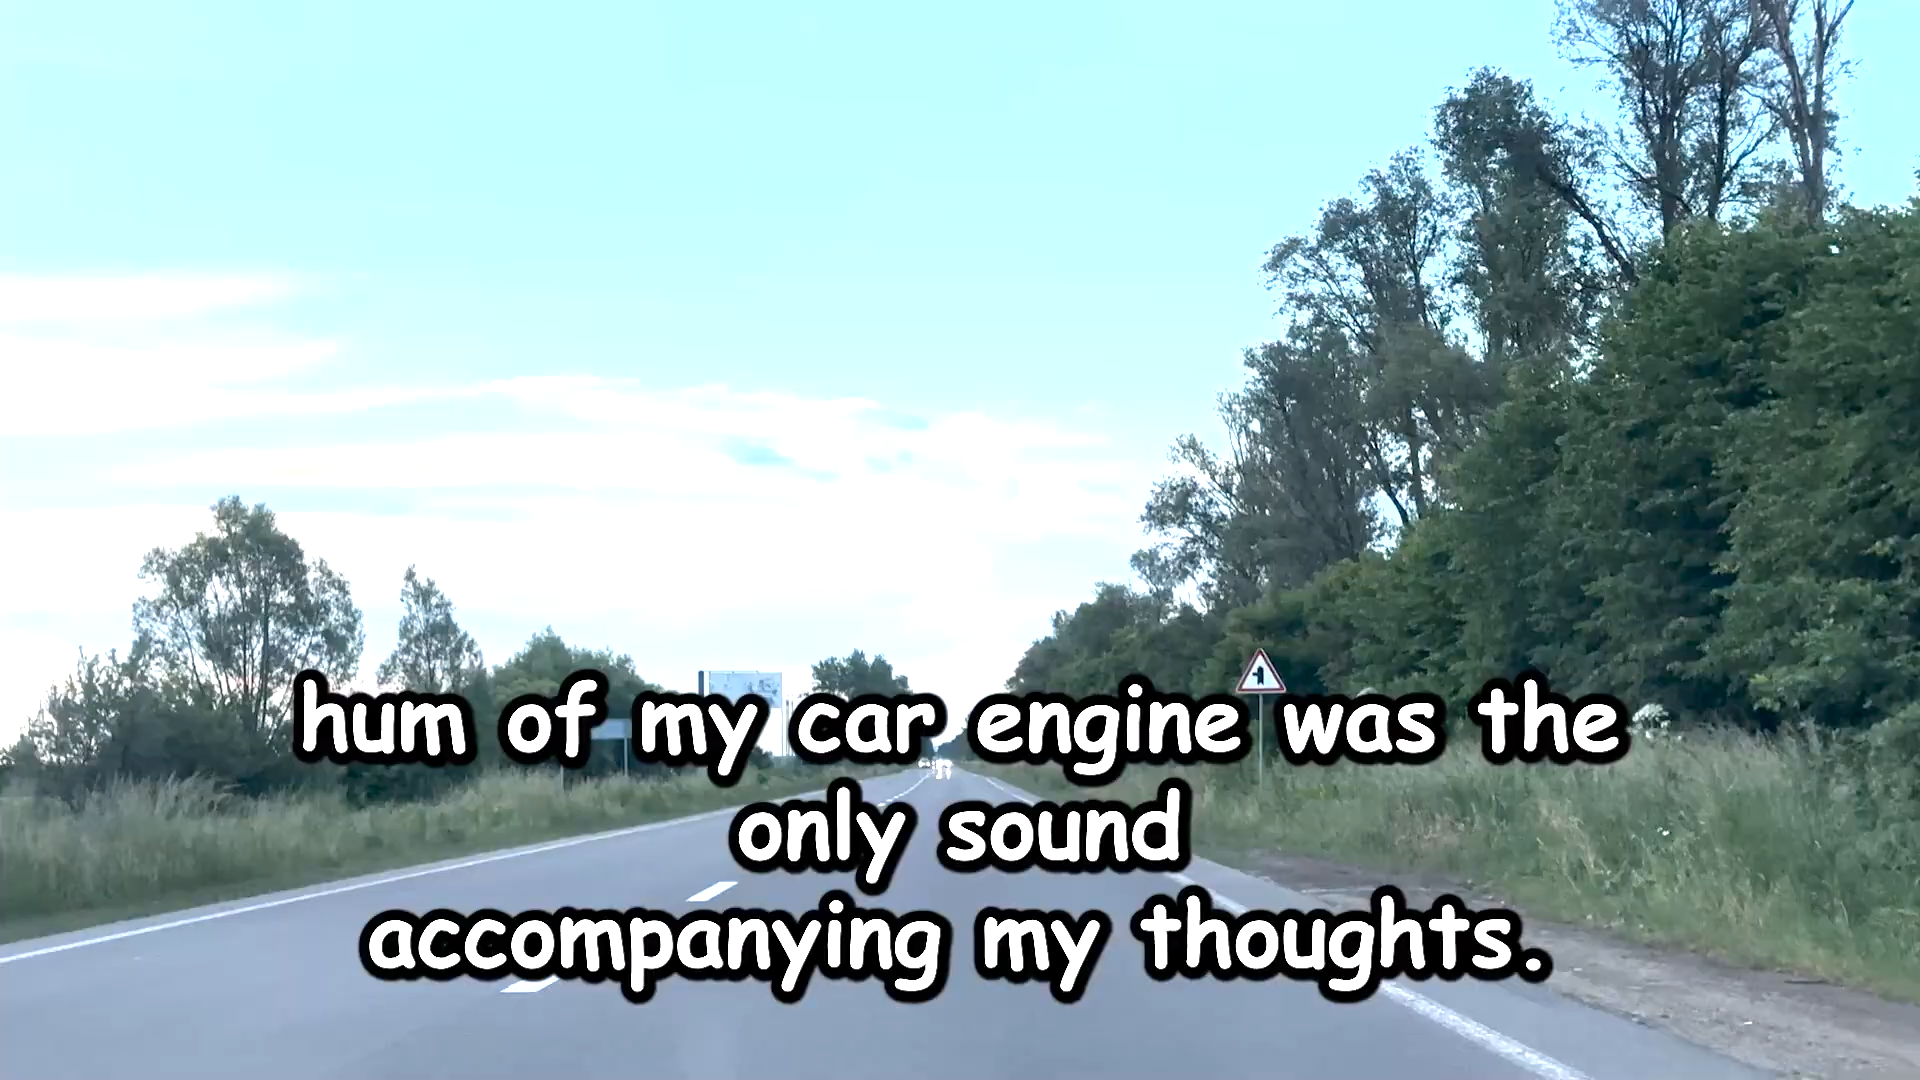 hum of my car engine was the
only sound
accompanying my thoughts.